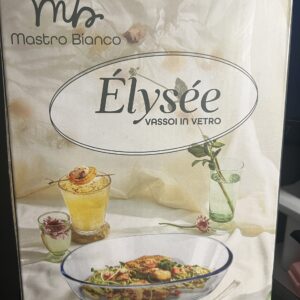 mb
Mastro Bianco
Élysée
VASSOI IN VETRO